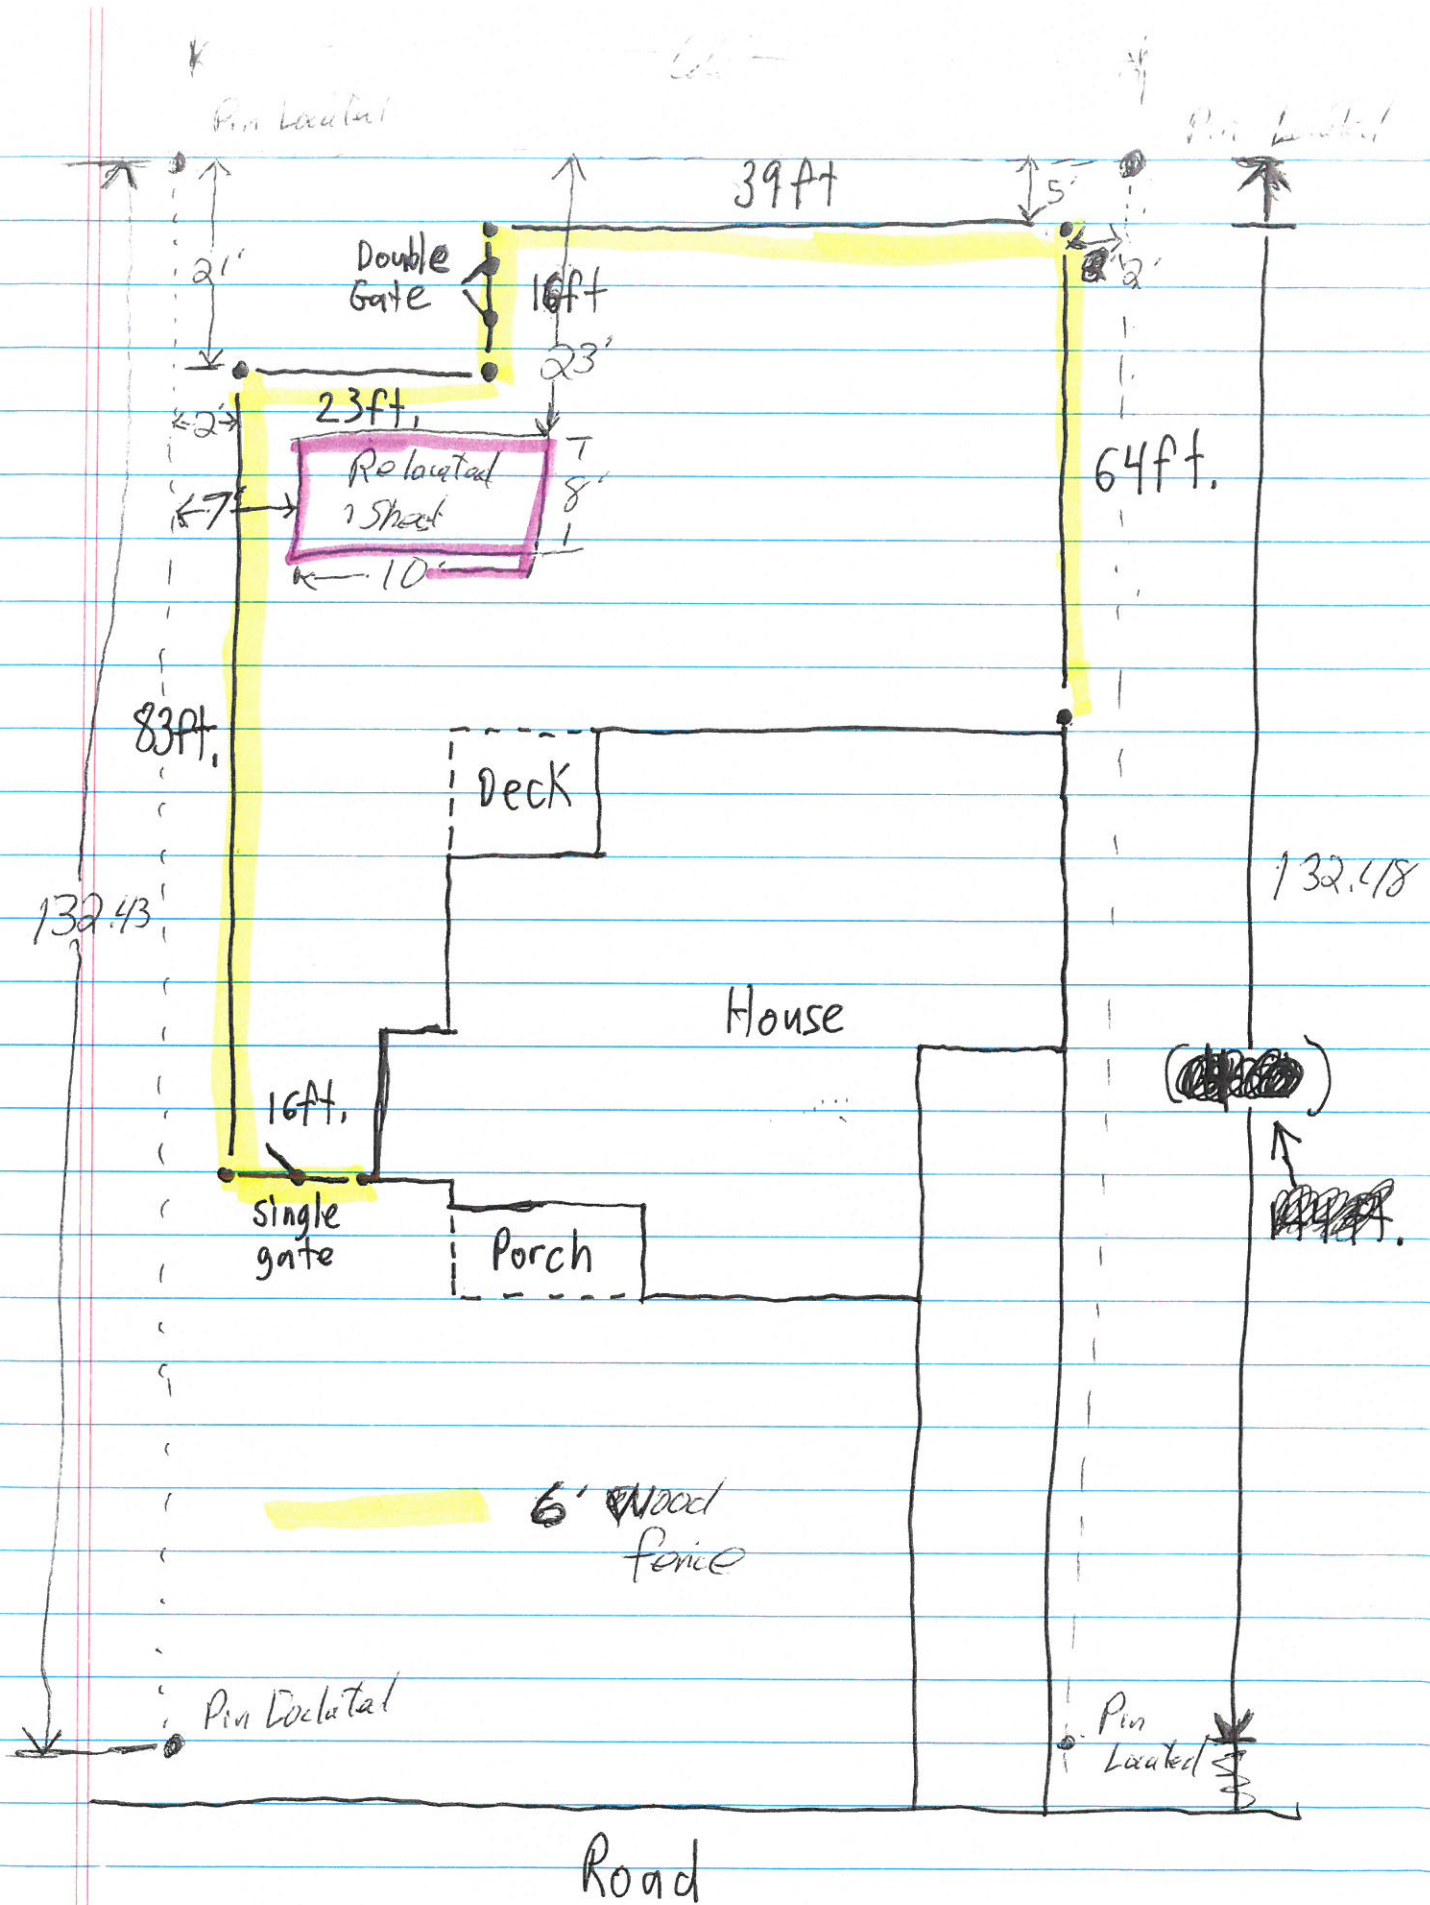 Pin Located
Pin Located
39ft
5'
21'
Double
Gate
16ft
2'
23'
2'
23ft.
64ft.
Relocated
Shed
8'
7'
10'
83ft.
Deck
132.43
132.48
House
16ft.
single
gate
Porch
6' Wood
fence
Pin Located
Pin
Located
Road